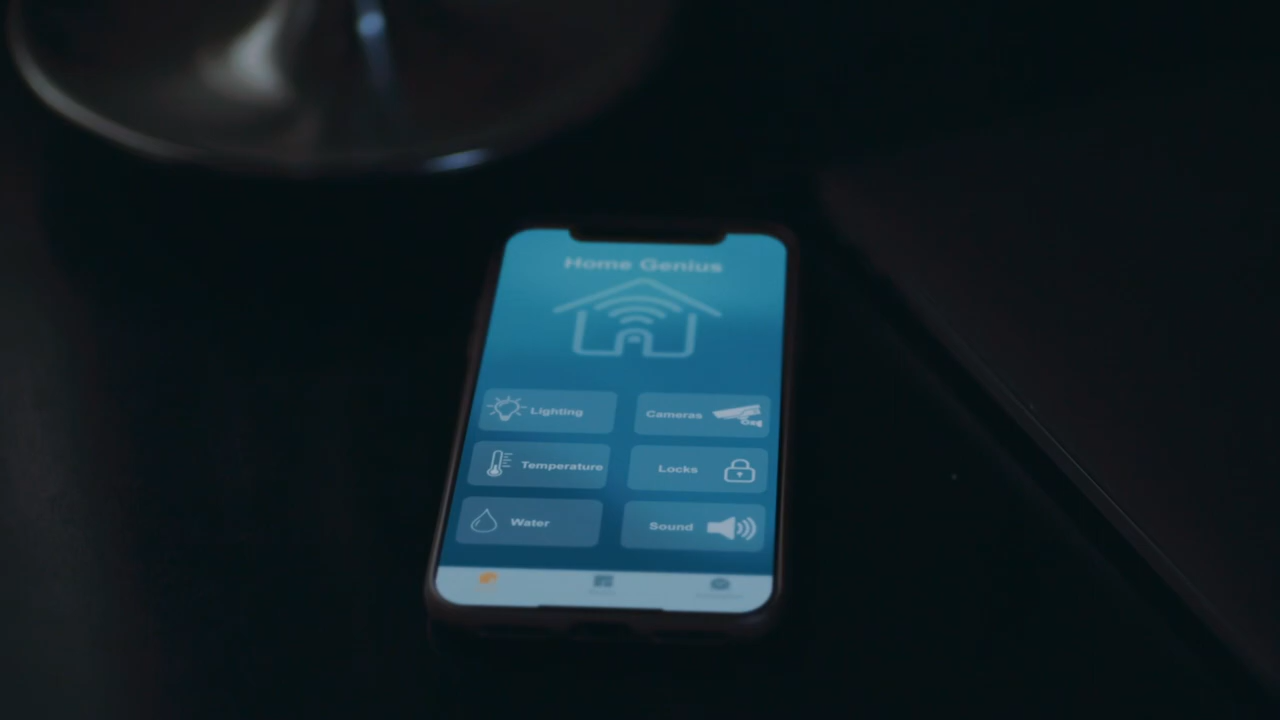 Home Genius
Lighting
Cameras
Temperature
Locks
Water
Sound